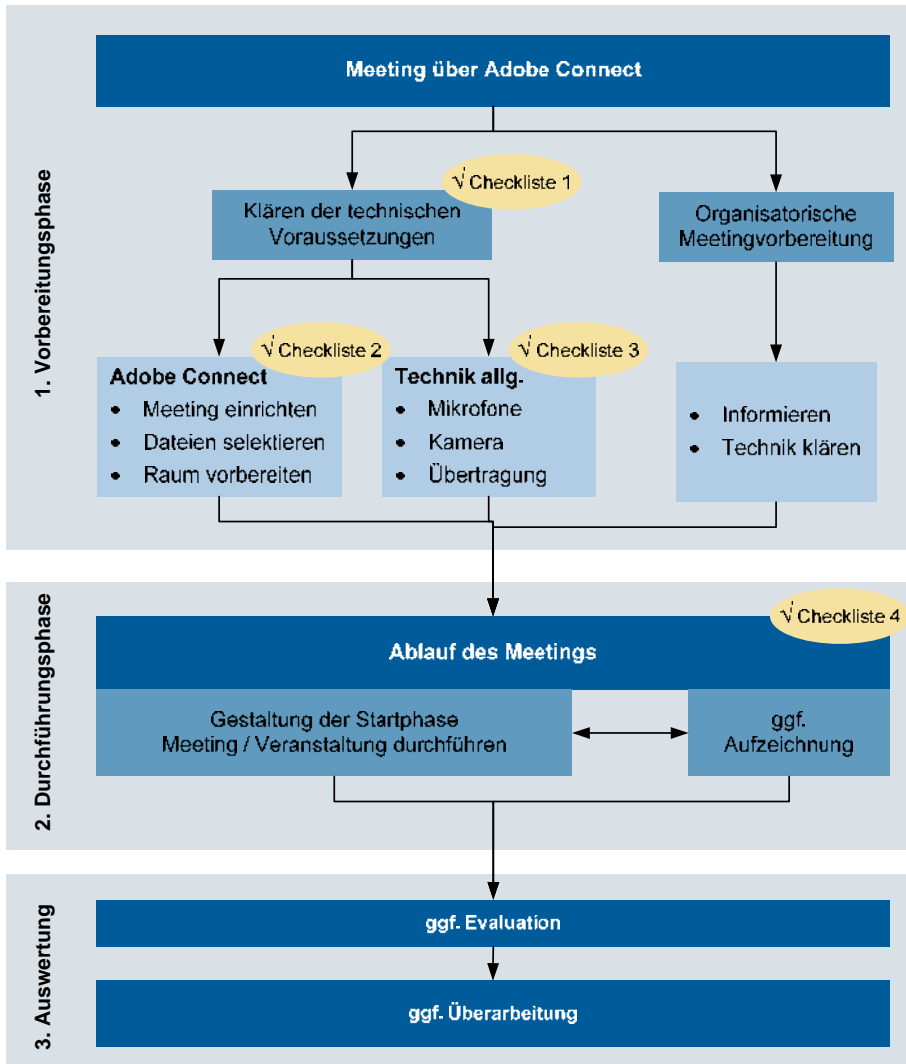 1. Vorbereitungsphase
Meeting über Adobe Connect
√ Checkliste 1
Klären der technischen
Voraussetzungen
Organisatorische
Meetingvorbereitung
√ Checkliste 2
Adobe Connect
• Meeting einrichten
• Dateien selektieren
• Raum vorbereiten
√ Checkliste 3
Technik allg.
• Mikrofone
• Kamera
• Übertragung
• Informieren
• Technik klären
2. Durchführungsphase
√ Checkliste 4
Ablauf des Meetings
Gestaltung der Startphase
Meeting / Veranstaltung durchführen
ggf.
Aufzeichnung
3. Auswertung
ggf. Evaluation
ggf. Überarbeitung